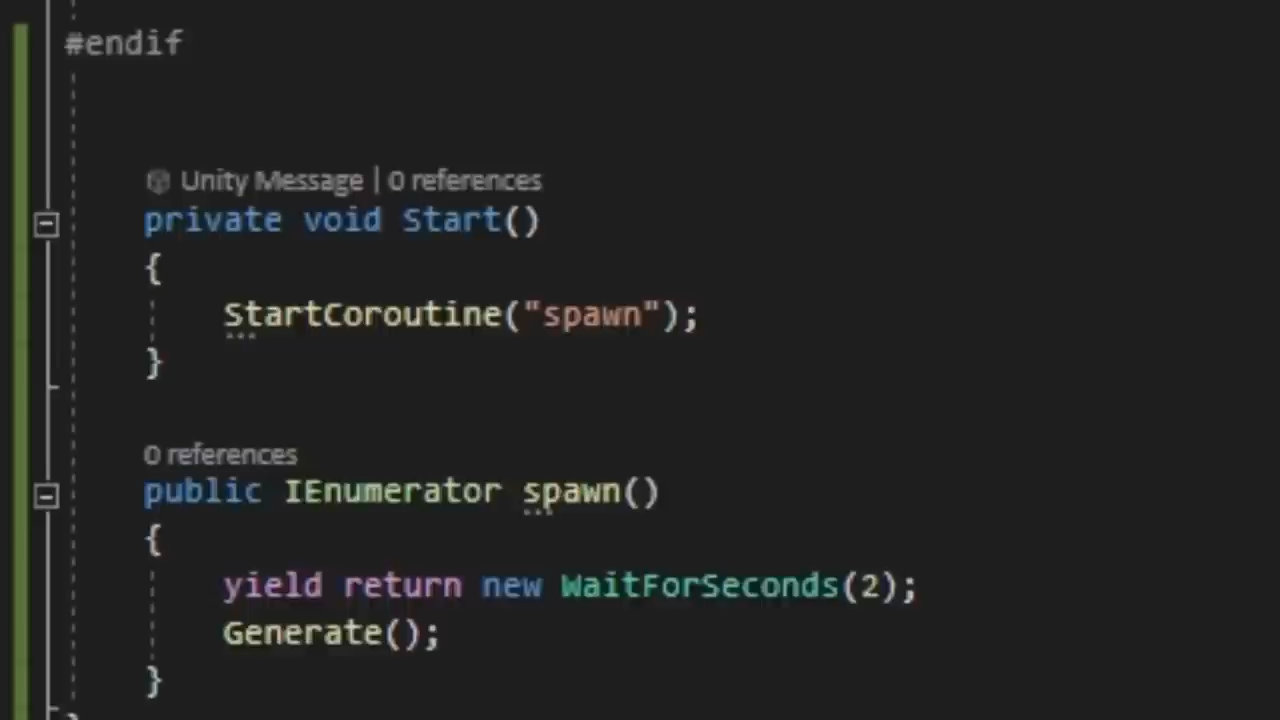 #endif
Unity Message | 0 references
private void Start()
{
StartCoroutine("spawn");
}
0 references
public IEnumerator spawn()
{
yield return new WaitForSeconds(2);
Generate();
}
}